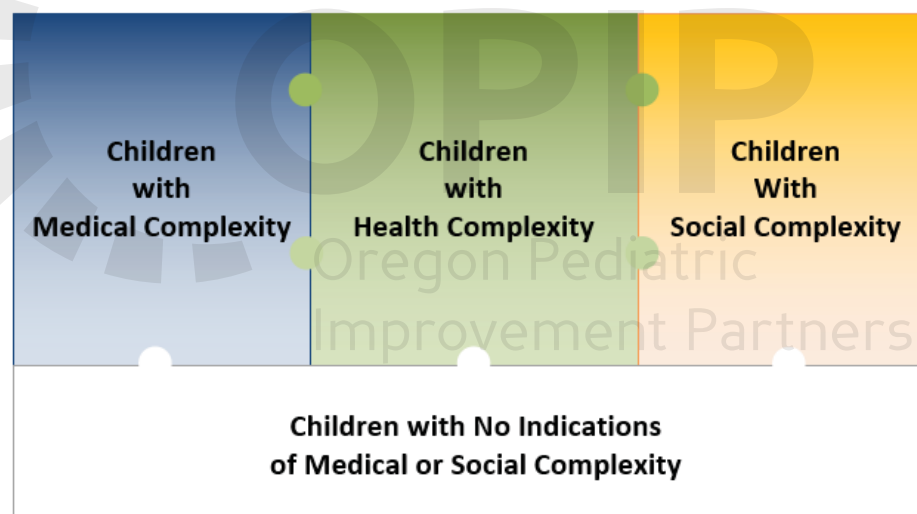 OPIP
Children
with
Medical Complexity
Children
with
Health Complexity
Children
With
Social Complexity
Oregon Pediatric
Improvement Partners
Children with No Indications
of Medical or Social Complexity